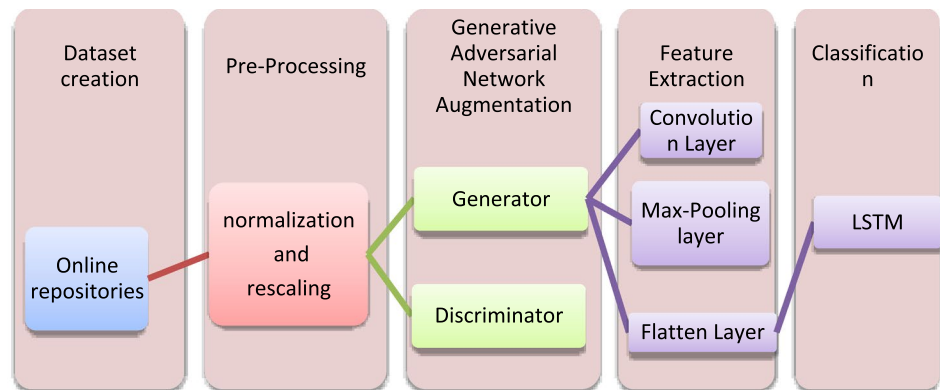 Dataset
creation
Pre-Processing
Generative
Adversarial
Network
Augmentation
Feature
Extraction
Classificatio
n
Online
repositories
normalization
and
rescaling
Generator
Discriminator
Convolutio
n Layer
Max-Pooling
layer
Flatten Layer
LSTM